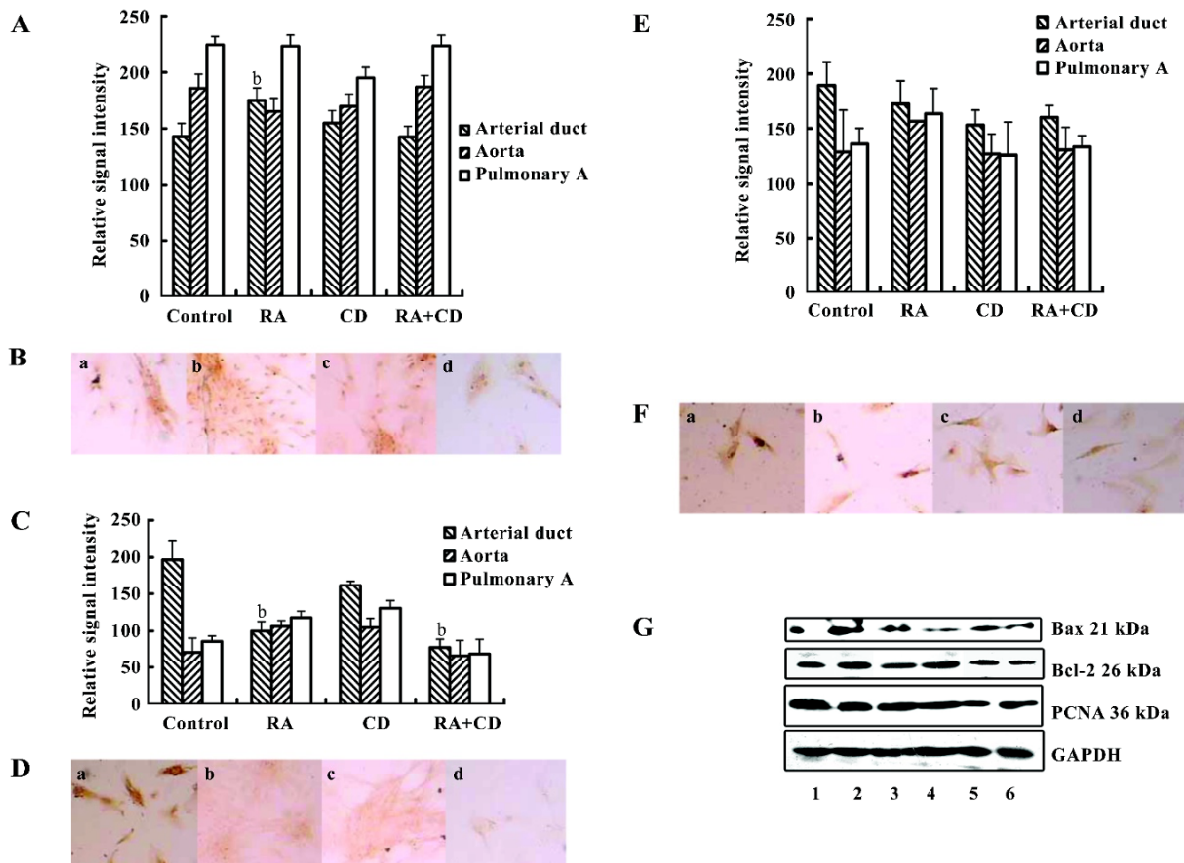 A
250
200
150
100
50
0
Relative signal intensity
b
Arterial duct
Aorta
Pulmonary A
Control RA CD RA+CD
B
a b c d
C
250
200
150
100
50
0
Relative signal intensity
b b
Arterial duct
Aorta
Pulmonary A
Control RA CD RA+CD
D
a b c d
E
250
200
150
100
50
0
Relative signal intensity
Arterial duct
Aorta
Pulmonary A
Control RA CD RA+CD
F
a b c d
G
Bax 21 kDa
Bcl-2 26 kDa
PCNA 36 kDa
GAPDH
1 2 3 4 5 6